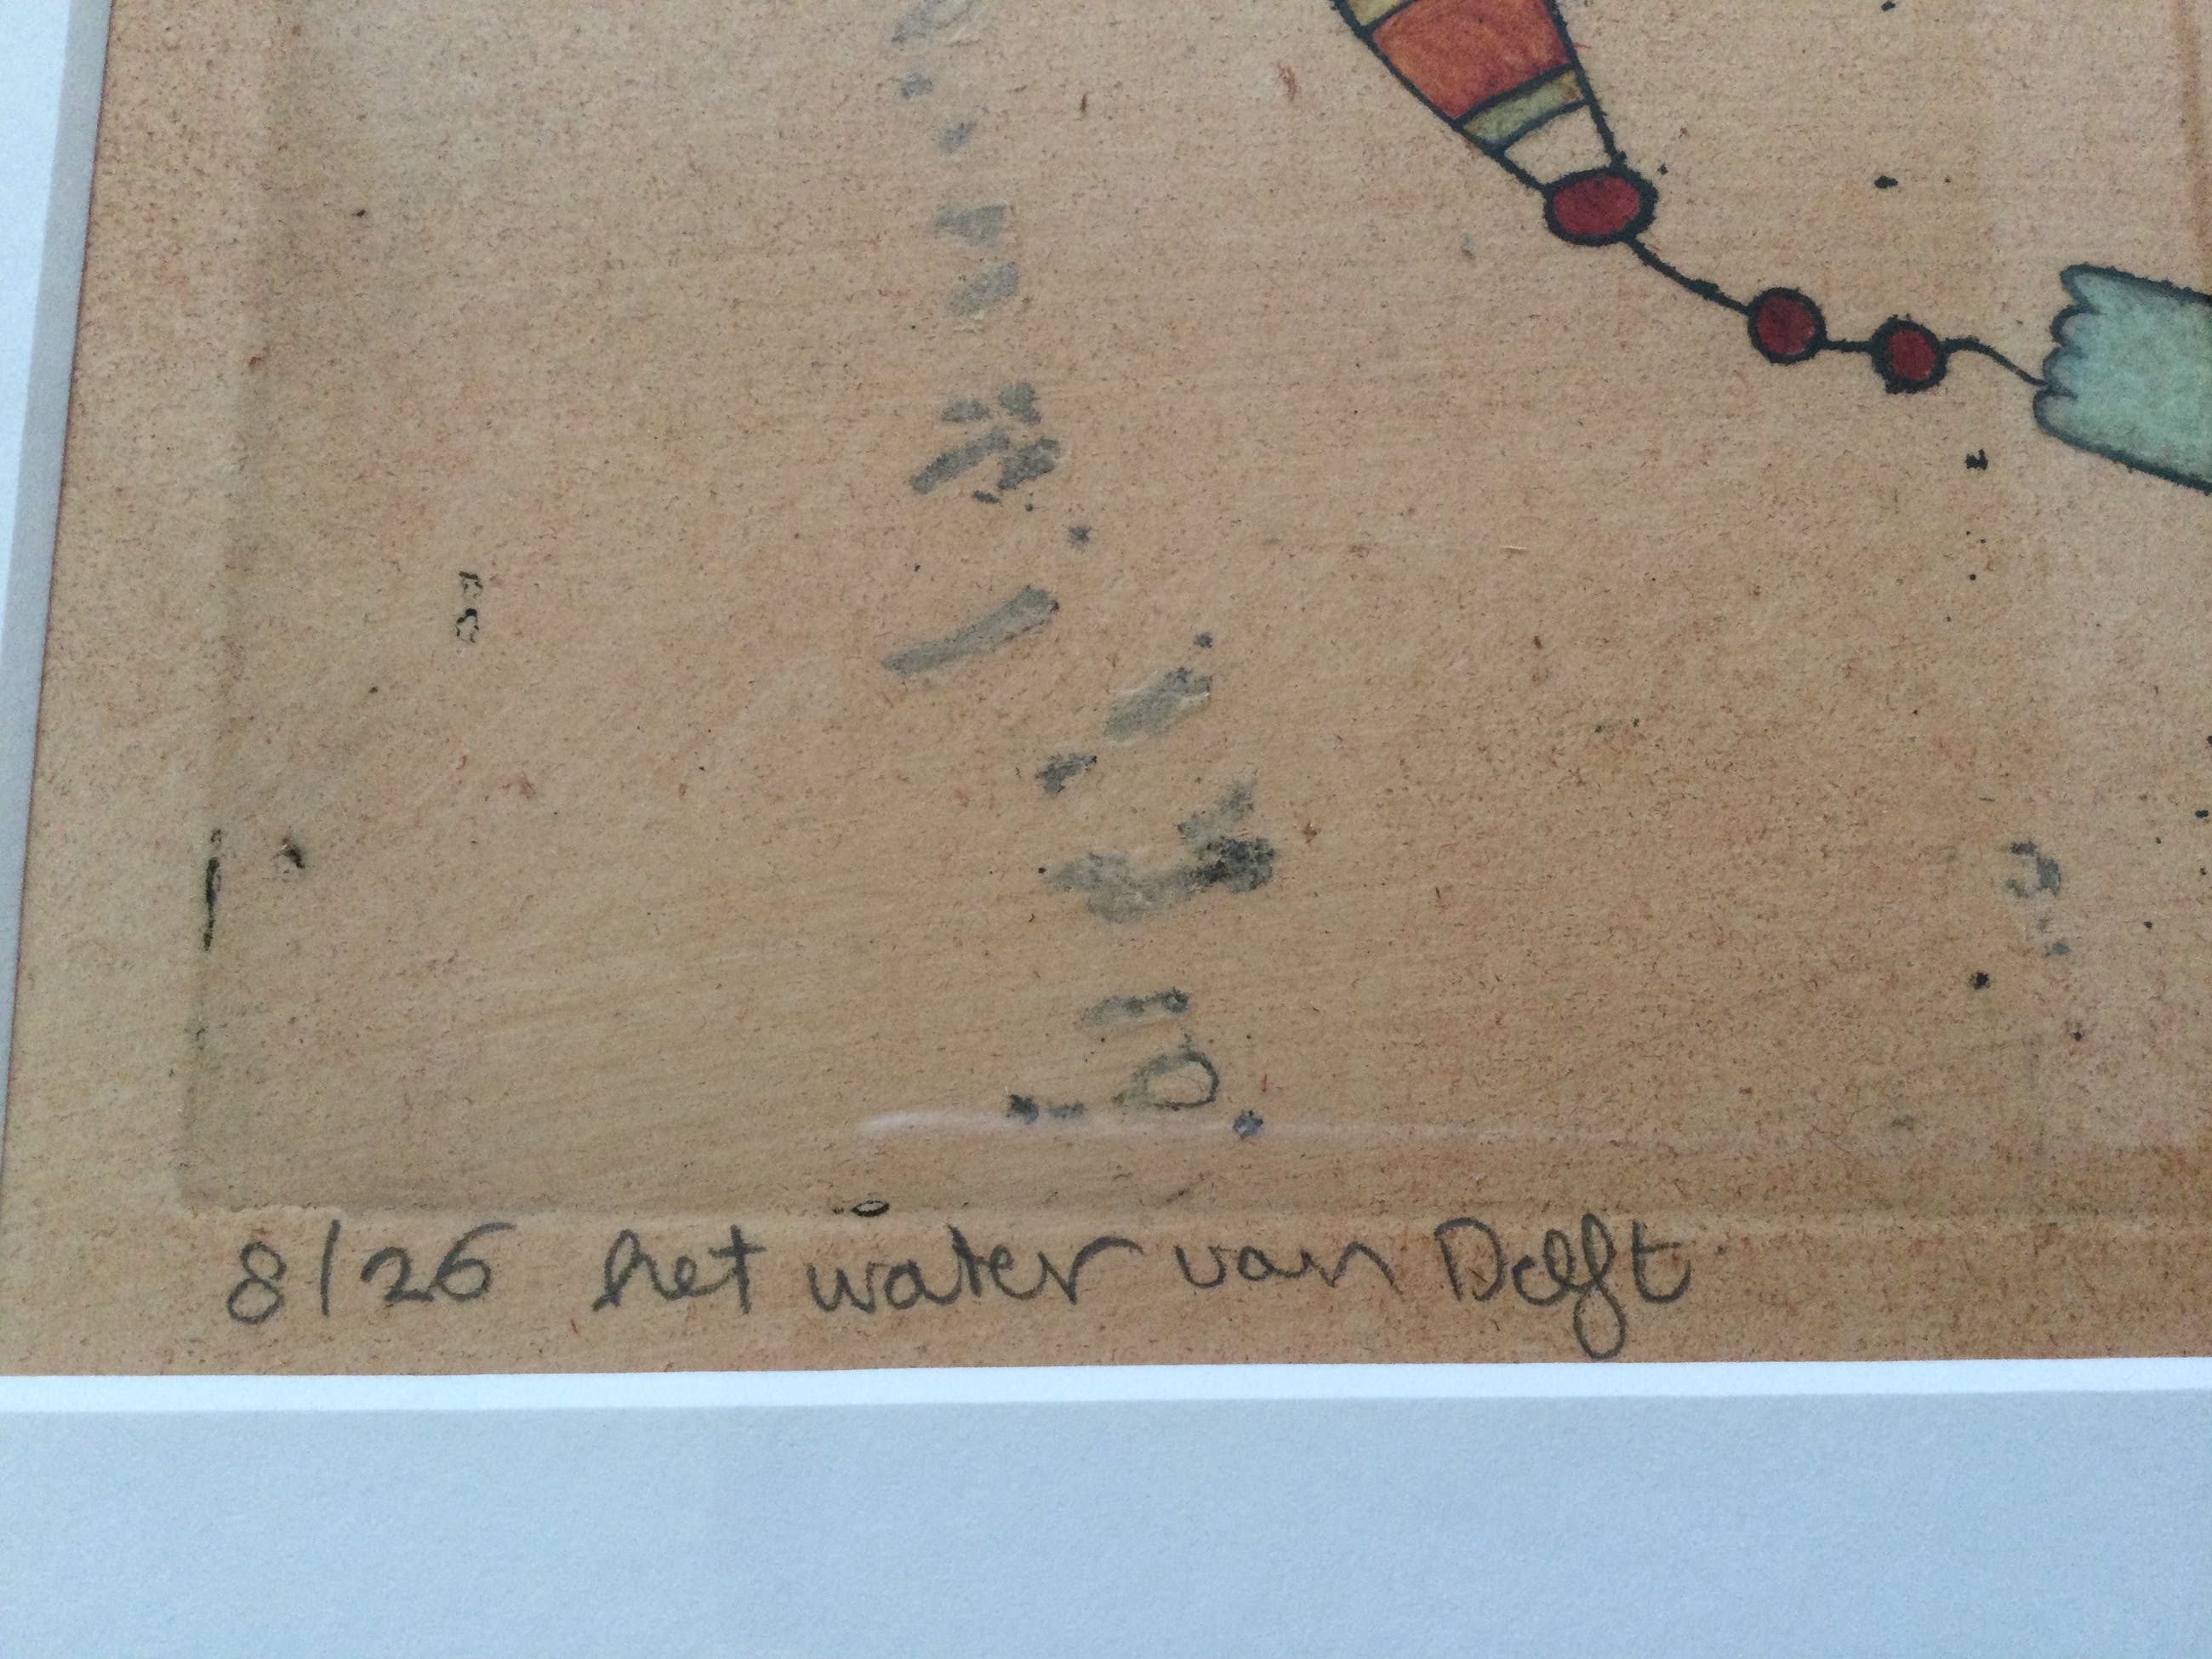 8/26 het water van Delft